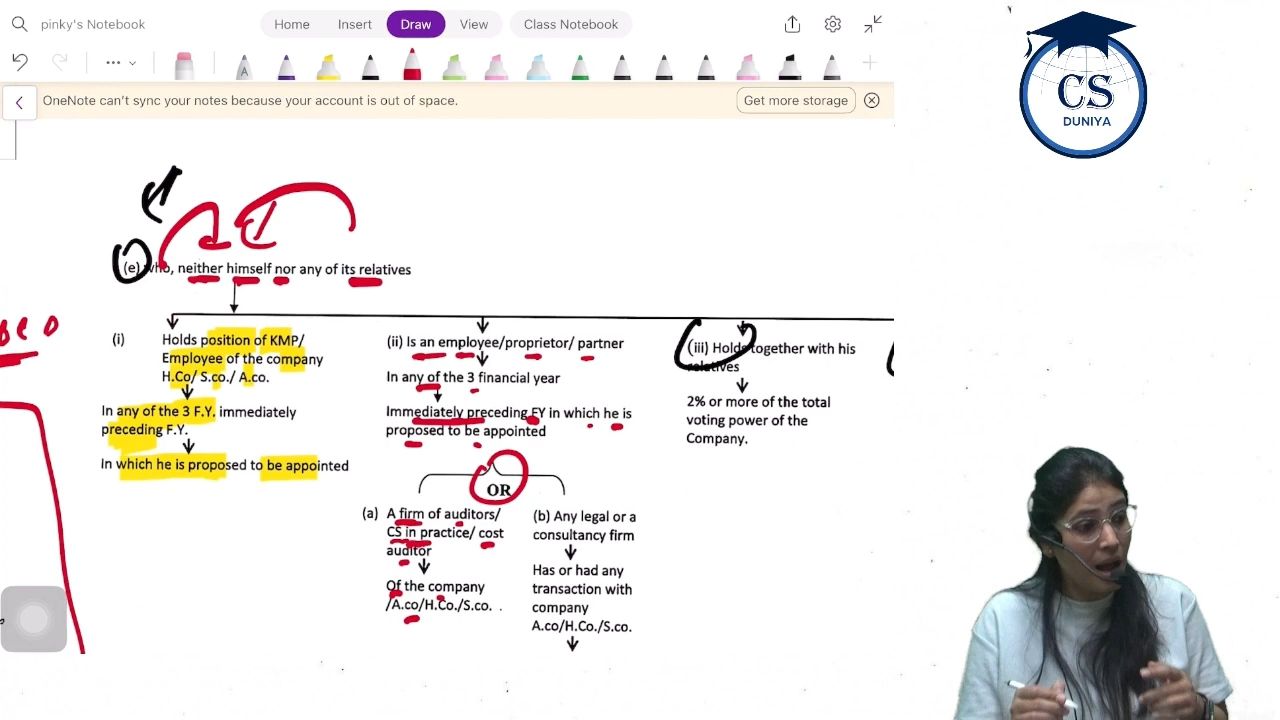 pinky's Notebook
Home Insert Draw View Class Notebook
OneNote can't sync your notes because your account is out of space.
Get more storage
CS
DUNIYA
(e) who, neither himself nor any of its relatives
(i) Holds position of KMP/
Employee of the company
H.Co/ S.co./ A.co.
In any of the 3 F.Y. immediately
preceding F.Y.
In which he is proposed to be appointed
(ii) Is an employee/proprietor/ partner
In any of the 3 financial year
Immediately preceding FY in which he is
proposed to be appointed
OR
(a) A firm of auditors/
CS in practice/ cost
auditor
Of the company
/A.co/H.Co./S.co. .
(b) Any legal or a
consultancy firm
Has or had any
transaction with
company
A.co/H.Co./S.co.
(iii) Holds together with his
relatives
2% or more of the total
voting power of the
Company.